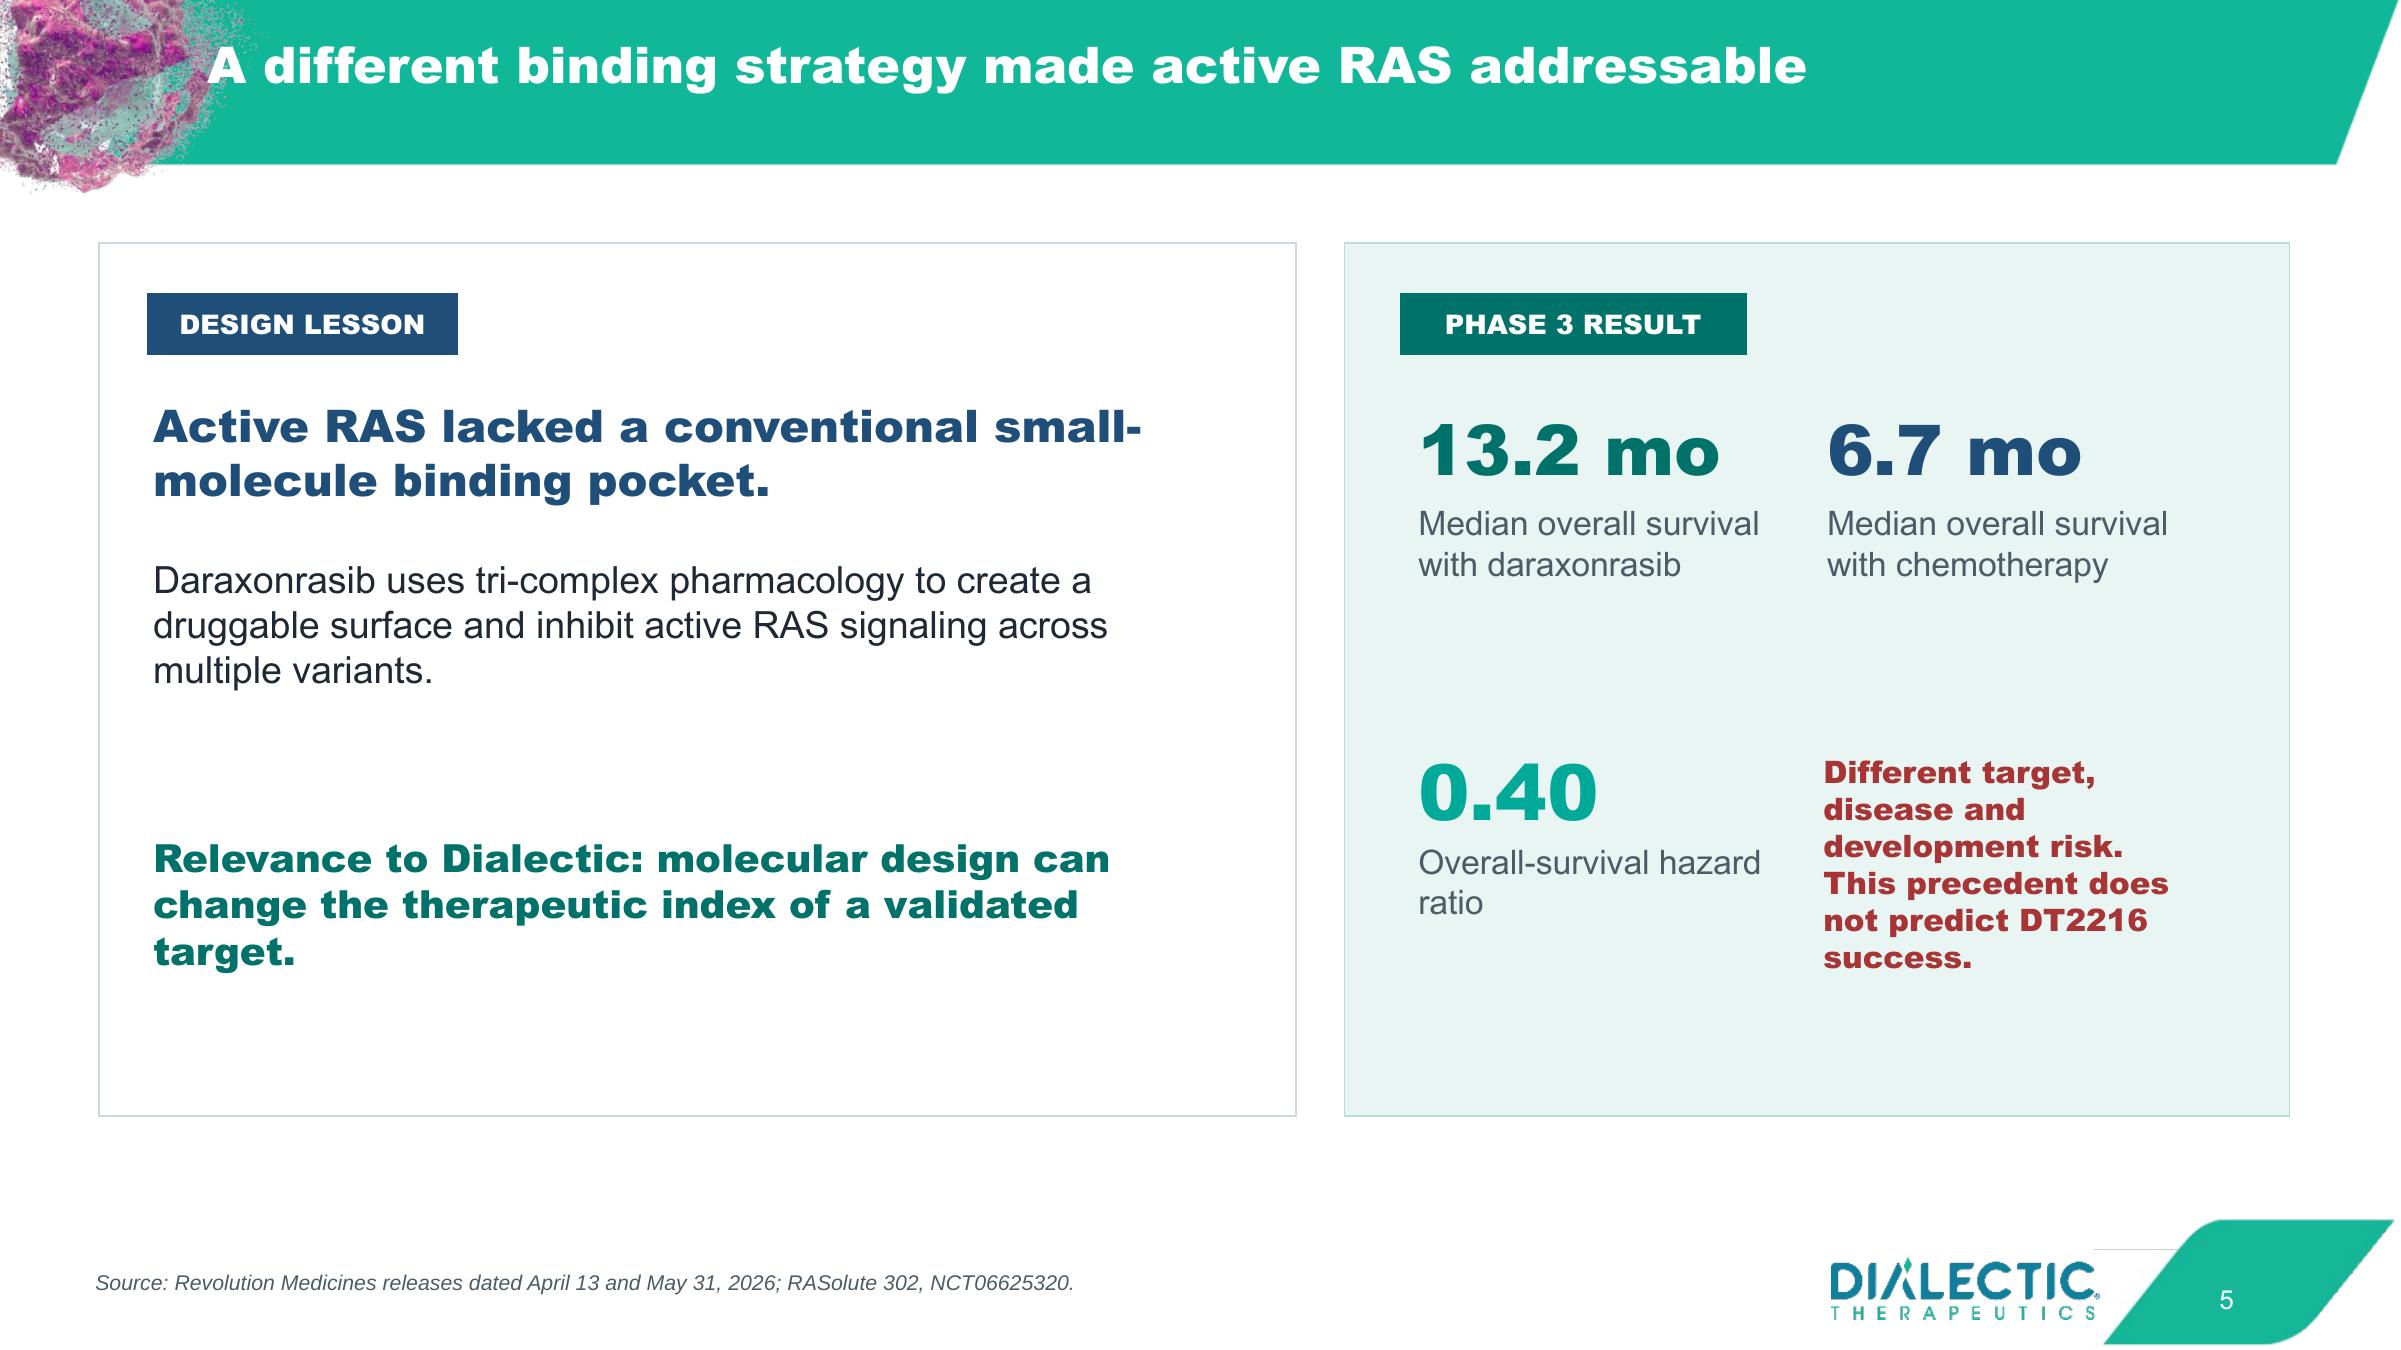 A different binding strategy made active RAS addressable
DESIGN LESSON
Active RAS lacked a conventional small-
molecule binding pocket.
Daraxonrasib uses tri-complex pharmacology to create a
druggable surface and inhibit active RAS signaling across
multiple variants.
Relevance to Dialectic: molecular design can
change the therapeutic index of a validated
target.
PHASE 3 RESULT
13.2 mo
Median overall survival
with daraxonrasib
6.7 mo
Median overall survival
with chemotherapy
0.40
Overall-survival hazard
ratio
Different target,
disease and
development risk.
This precedent does
not predict DT2216
success.
Source: Revolution Medicines releases dated April 13 and May 31, 2026; RASolute 302, NCT06625320.
DIALECTIC®
THERAPEUTICS
5